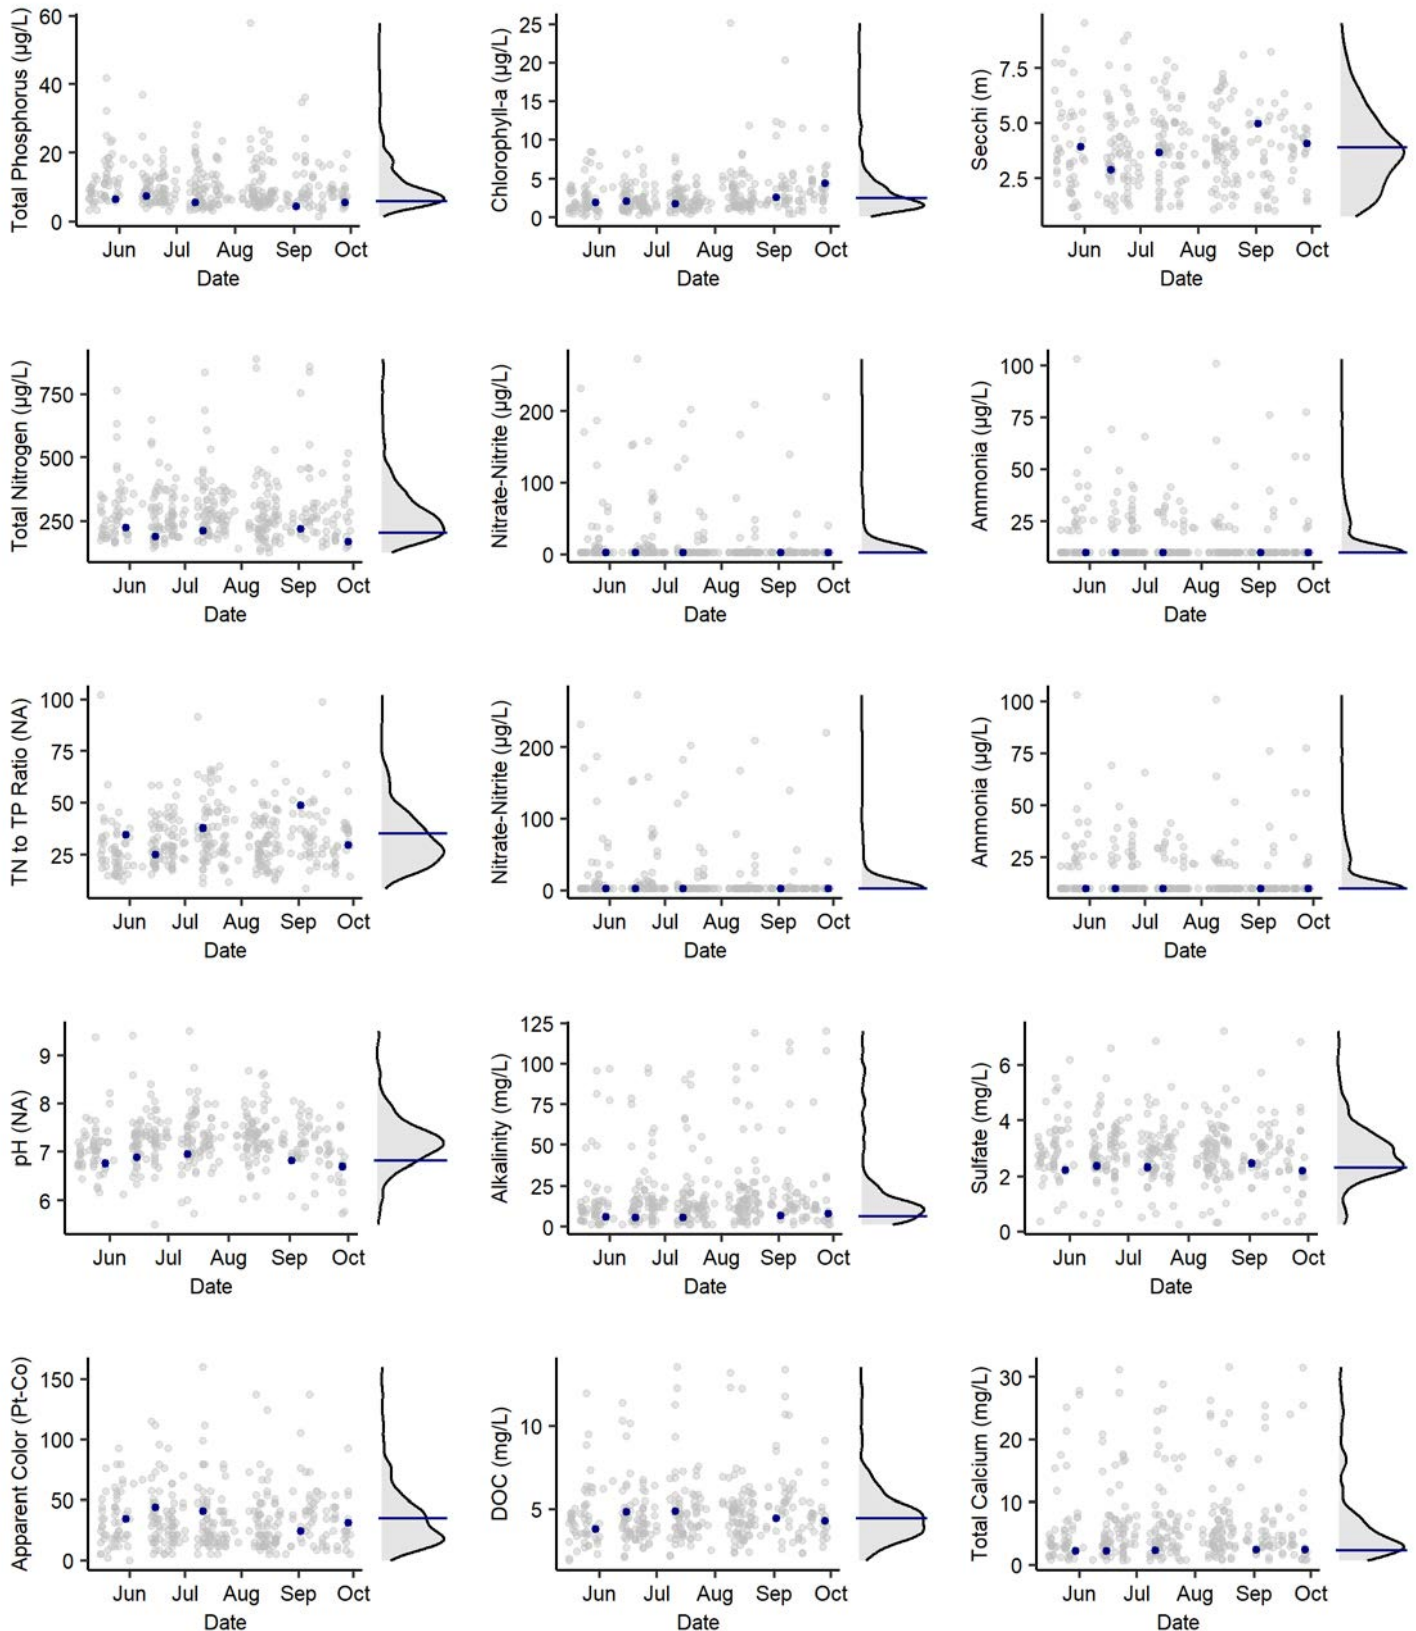 Total Phosphorus (µg/L)
60
40
20
0
Jun Jul Aug Sep Oct
Date
Chlorophyll-a (µg/L)
25
20
15
10
5
0
Jun Jul Aug Sep Oct
Date
Secchi (m)
7.5
5.0
2.5
Jun Jul Aug Sep Oct
Date
Total Nitrogen (µg/L)
750
500
250
Jun Jul Aug Sep Oct
Date
Nitrate-Nitrite (µg/L)
200
100
0
Jun Jul Aug Sep Oct
Date
Ammonia (µg/L)
100
75
50
25
Jun Jul Aug Sep Oct
Date
TN to TP Ratio (NA)
100
75
50
25
Jun Jul Aug Sep Oct
Date
Nitrate-Nitrite (µg/L)
200
100
0
Jun Jul Aug Sep Oct
Date
Ammonia (µg/L)
100
75
50
25
Jun Jul Aug Sep Oct
Date
pH (NA)
9
8
7
6
Jun Jul Aug Sep Oct
Date
Alkalinity (mg/L)
125
100
75
50
25
0
Jun Jul Aug Sep Oct
Date
Sulfate (mg/L)
6
4
2
0
Jun Jul Aug Sep Oct
Date
Apparent Color (Pt-Co)
150
100
50
0
Jun Jul Aug Sep Oct
Date
DOC (mg/L)
10
5
Jun Jul Aug Sep Oct
Date
Total Calcium (mg/L)
30
20
10
0
Jun Jul Aug Sep Oct
Date